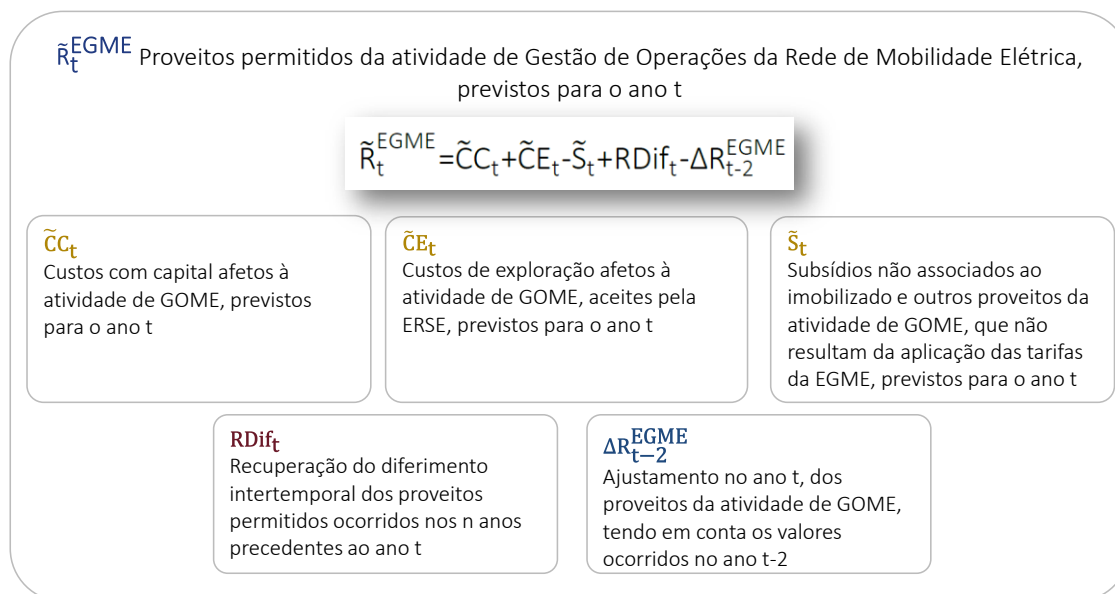 R̃ₜᴱᴳᴹᴱ Proveitos permitidos da atividade de Gestão de Operações da Rede de Mobilidade Elétrica,
previstos para o ano t
R̃ₜᴱᴳᴹᴱ=C̃Cₜ+C̃Eₜ-S̃ₜ+RDifₜ-ΔRₜ₋₂ᴱᴳᴹᴱ
C̃Cₜ
Custos com capital afetos à
atividade de GOME, previstos
para o ano t
C̃Eₜ
Custos de exploração afetos à
atividade de GOME, aceites pela
ERSE, previstos para o ano t
S̃ₜ
Subsídios não associados ao
imobilizado e outros proveitos da
atividade de GOME, que não
resultam da aplicação das tarifas
da EGME, previstos para o ano t
RDifₜ
Recuperação do diferimento
intertemporal dos proveitos
permitidos ocorridos nos n anos
precedentes ao ano t
ΔRₜ₋₂ᴱᴳᴹᴱ
Ajustamento no ano t, dos
proveitos da atividade de GOME,
tendo em conta os valores
ocorridos no ano t-2